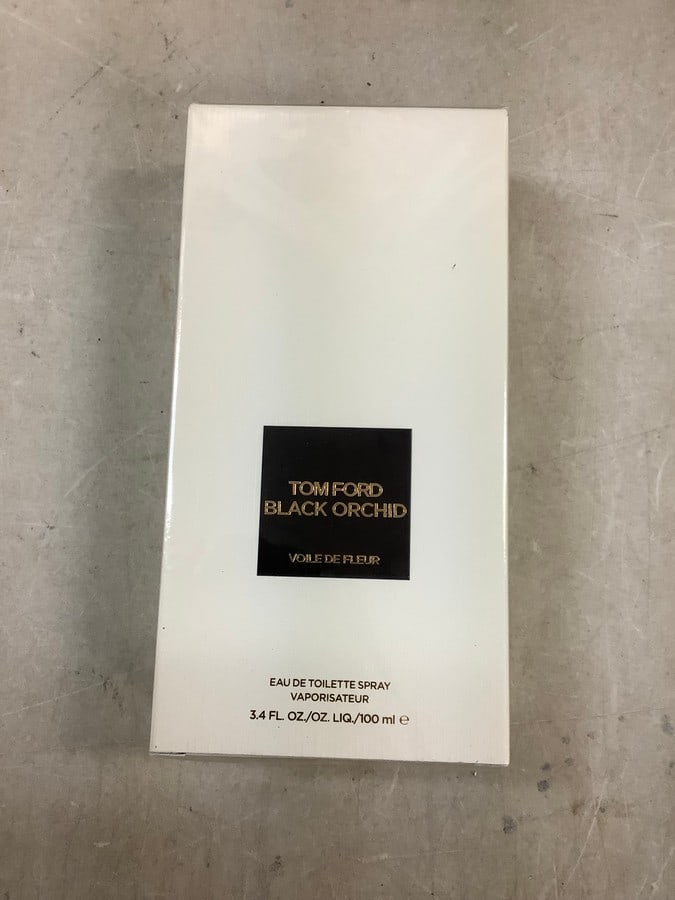 TOM FORD
BLACK ORCHID
VOILE DE FLEUR
EAU DE TOILETTE SPRAY
VAPORISATEUR
3.4 FL. OZ./OZ. LIQ./100 ml ℮